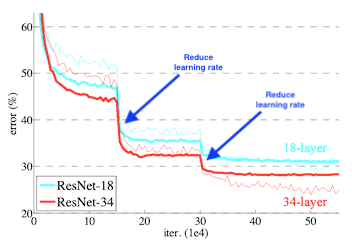 60
50
40
30
20
error (%)
Reduce
learning rate
Reduce
learning rate
18-layer
34-layer
ResNet-18
ResNet-34
0
10
20
30
40
50
iter. (1e4)